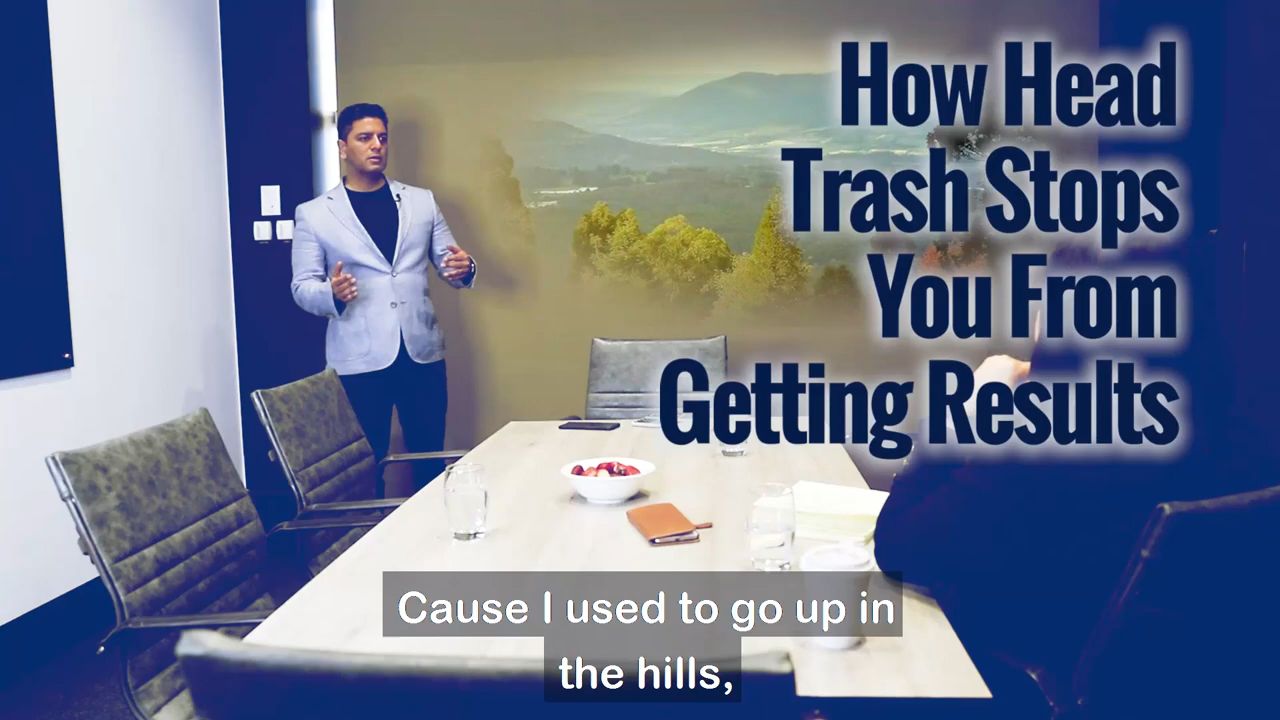 How Head
Trash Stops
You From
Getting Results
Cause I used to go up in
the hills,